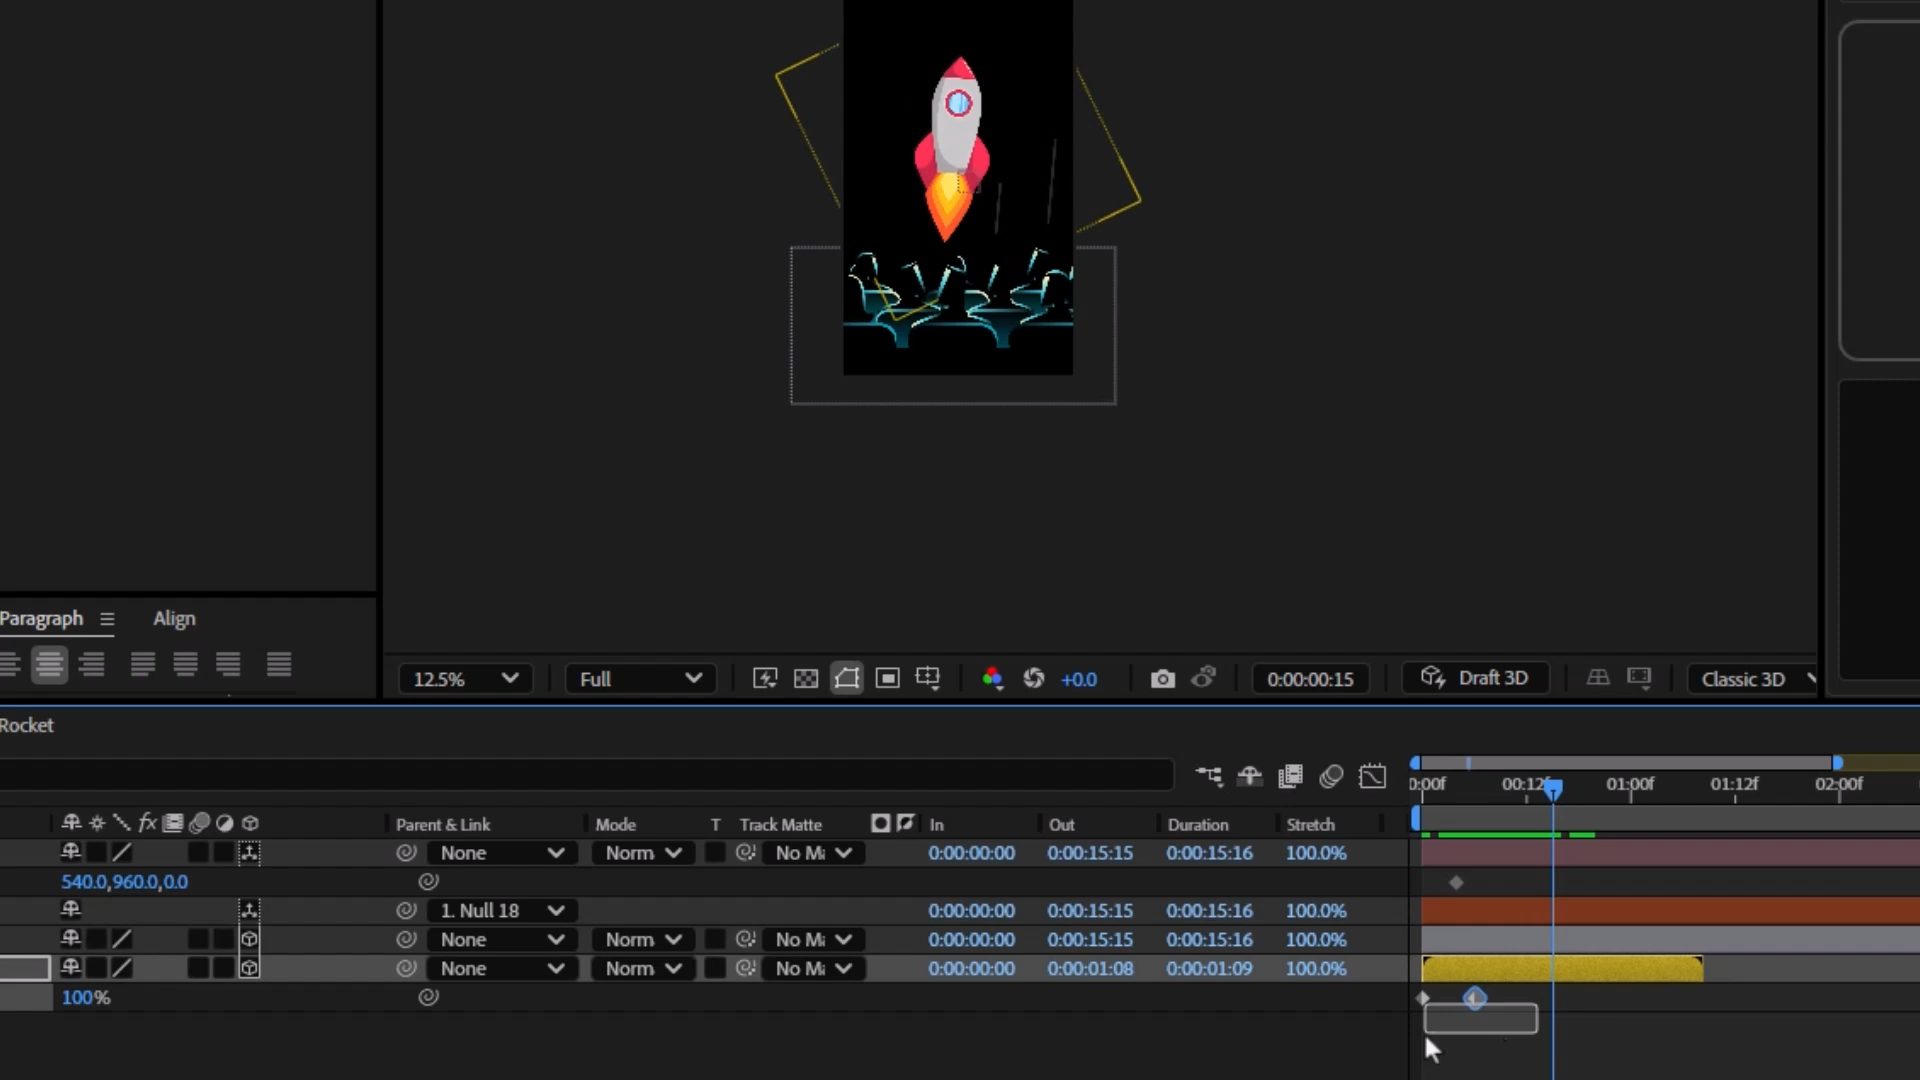 Paragraph Align
12.5% Full +0.0 0:00:00:15 Draft 3D Classic 3D
Rocket
0:00f 00:12f 01:00f 01:12f 02:00f
fx Parent & Link Mode T Track Matte In Out Duration Stretch
None Norm No Ma 0:00:00:00 0:00:15:15 0:00:15:16 100.0%
540.0,960.0,0.0
1. Null 18 0:00:00:00 0:00:15:15 0:00:15:16 100.0%
None Norm No Ma 0:00:00:00 0:00:15:15 0:00:15:16 100.0%
None Norm No Ma 0:00:00:00 0:00:01:08 0:00:01:09 100.0%
100%